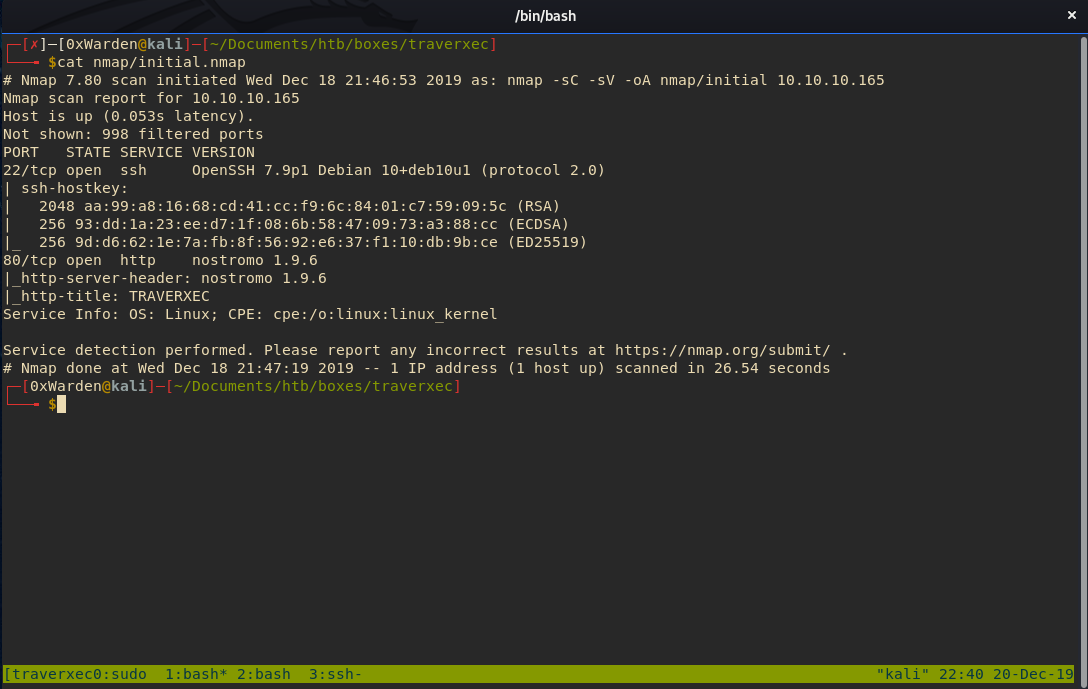 /bin/bash ×
┌─[✗]─[0xWarden@kali]─[~/Documents/htb/boxes/traverxec]
└──╼ $cat nmap/initial.nmap
# Nmap 7.80 scan initiated Wed Dec 18 21:46:53 2019 as: nmap -sC -sV -oA nmap/initial 10.10.10.165
Nmap scan report for 10.10.10.165
Host is up (0.053s latency).
Not shown: 998 filtered ports
PORT   STATE SERVICE VERSION
22/tcp open  ssh     OpenSSH 7.9p1 Debian 10+deb10u1 (protocol 2.0)
| ssh-hostkey:
|   2048 aa:99:a8:16:68:cd:41:cc:f9:6c:84:01:c7:59:09:5c (RSA)
|   256 93:dd:1a:23:ee:d7:1f:08:6b:58:47:09:73:a3:88:cc (ECDSA)
|_  256 9d:d6:62:1e:7a:fb:8f:56:92:e6:37:f1:10:db:9b:ce (ED25519)
80/tcp open  http    nostromo 1.9.6
|_http-server-header: nostromo 1.9.6
|_http-title: TRAVERXEC
Service Info: OS: Linux; CPE: cpe:/o:linux:linux_kernel

Service detection performed. Please report any incorrect results at https://nmap.org/submit/ .
# Nmap done at Wed Dec 18 21:47:19 2019 -- 1 IP address (1 host up) scanned in 26.54 seconds
┌─[0xWarden@kali]─[~/Documents/htb/boxes/traverxec]
└──╼ $
[traverxec0:sudo  1:bash* 2:bash  3:ssh- "kali" 22:40 20-Dec-19